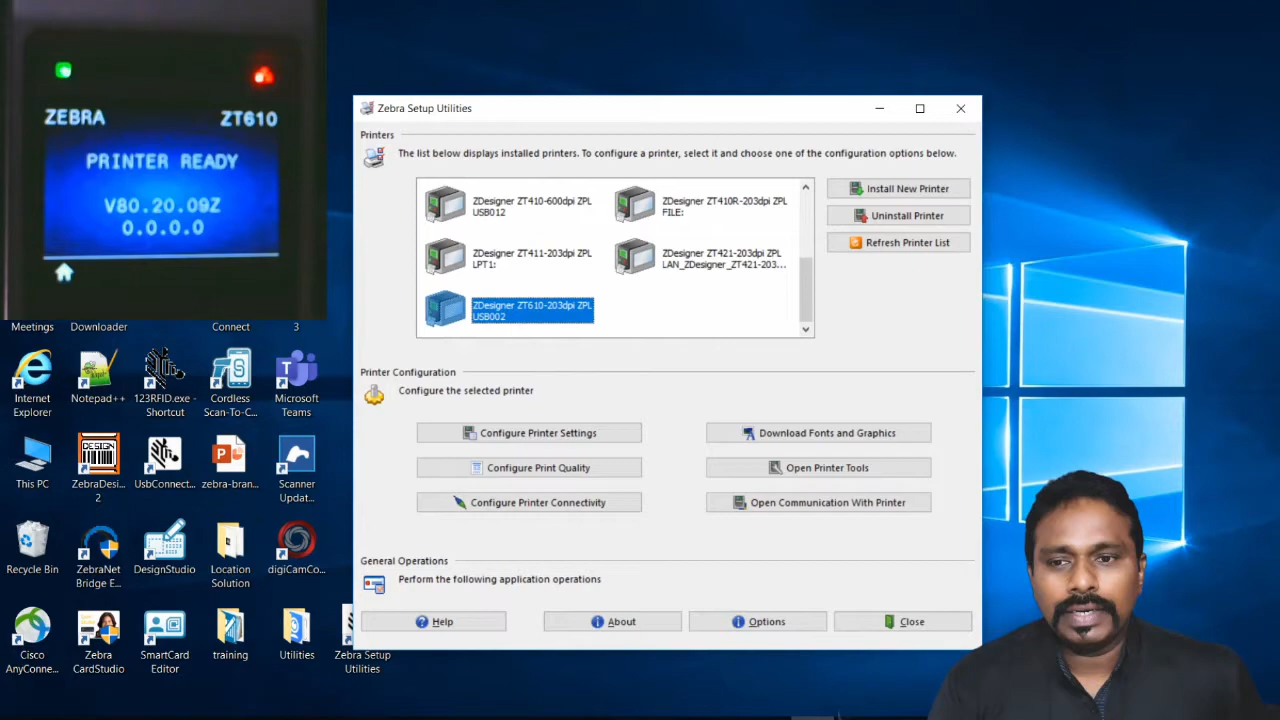 ZEBRA
ZT610
PRINTER READY
V80.20.09Z
0.0.0.0
Meetings
Downloader
Connect
3
Internet
Explorer
Notepad++
123RFID.exe -
Shortcut
Cordless
Scan-To-C...
Microsoft
Teams
This PC
DESIGN
ZebraDesi...
2
UsbConnect...
zebra-bran...
Scanner
Updat...
Recycle Bin
ZebraNet
Bridge E...
DesignStudio
Location
Solution
digiCamCo...
Cisco
AnyConne...
Zebra
CardStudio
SmartCard
Editor
training
Utilities
Zebra Setup
Utilities
Zebra Setup Utilities
Printers
The list below displays installed printers. To configure a printer, select it and choose one of the configuration options below.
ZDesigner ZT410-600dpi ZPL
USB012
ZDesigner ZT410R-203dpi ZPL
FILE:
ZDesigner ZT411-203dpi ZPL
LPT1:
ZDesigner ZT421-203dpi ZPL
LAN_ZDesigner_ZT421-203...
ZDesigner ZT610-203dpi ZPL
USB002
Install New Printer
Uninstall Printer
Refresh Printer List
Printer Configuration
Configure the selected printer
Configure Printer Settings
Download Fonts and Graphics
Configure Print Quality
Open Printer Tools
Configure Printer Connectivity
Open Communication With Printer
General Operations
Perform the following application operations
Help
About
Options
Close